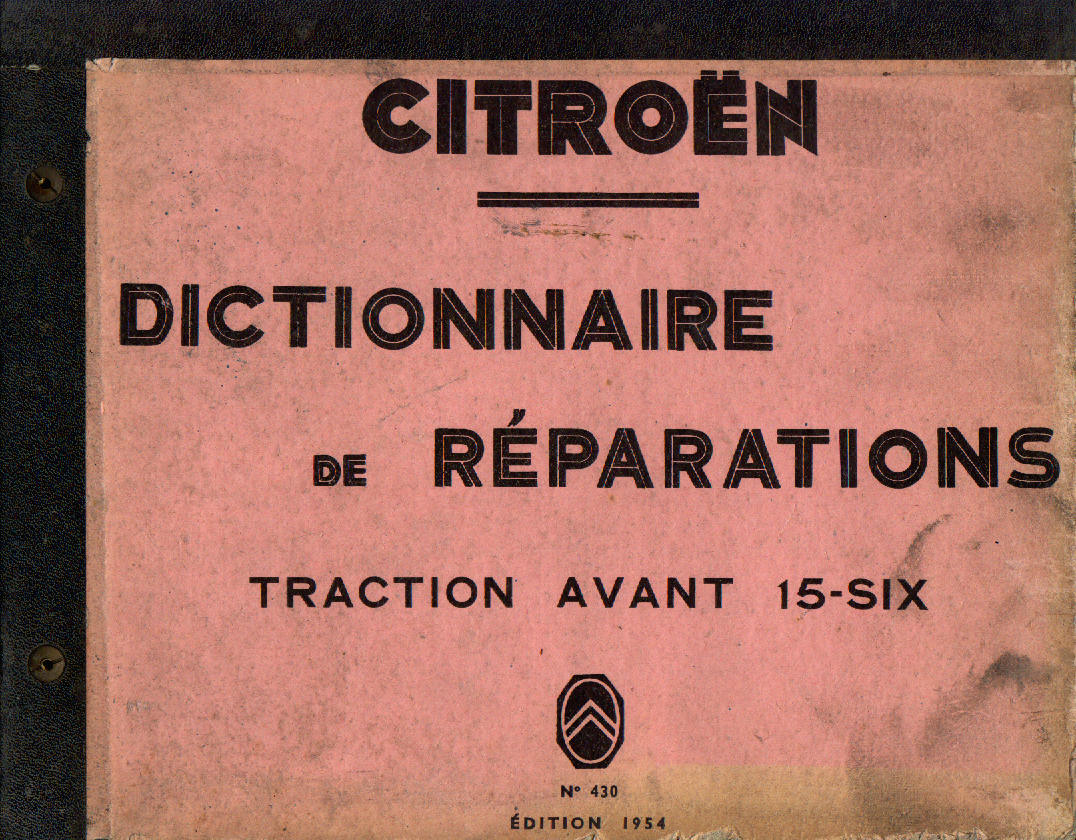 CITROËN
DICTIONNAIRE
DE RÉPARATIONS
TRACTION AVANT 15-SIX
N° 430
ÉDITION 1954